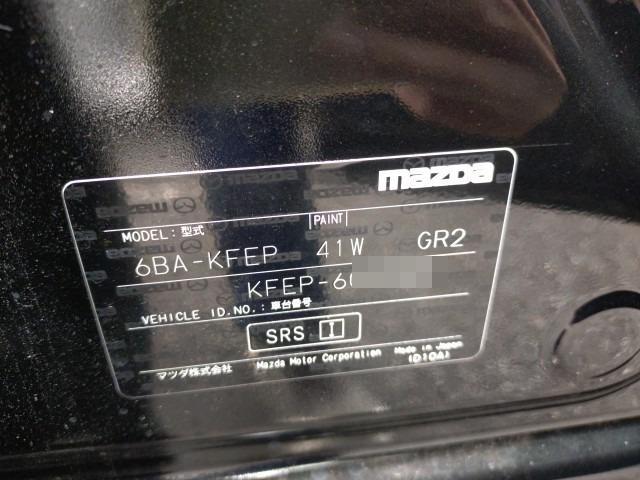 mazda
MODEL: 型式 PAINT
6BA-KFEP 41W GR2
KFEP-6
VEHICLE ID.NO.: 車台番号
SRS I
マツダ株式会社 Mazda Motor Corporation Made in Japan